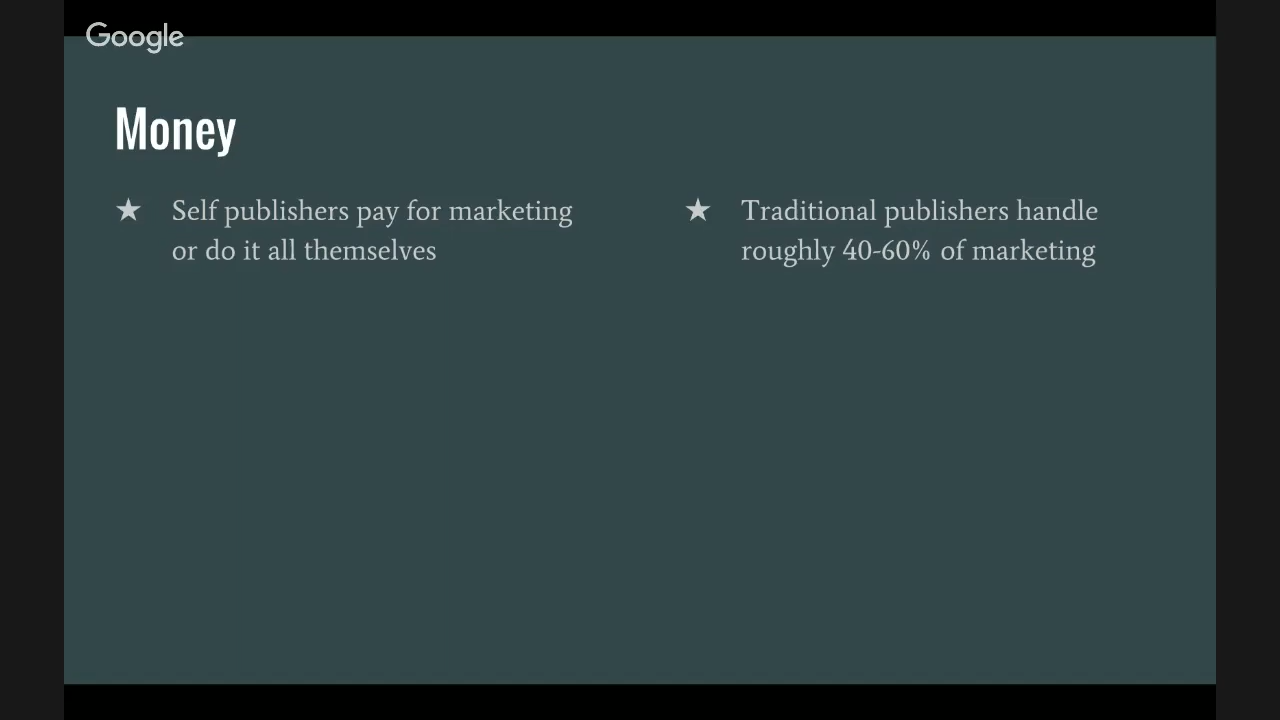 Google
Money
★ Self publishers pay for marketing
or do it all themselves
★ Traditional publishers handle
roughly 40-60% of marketing